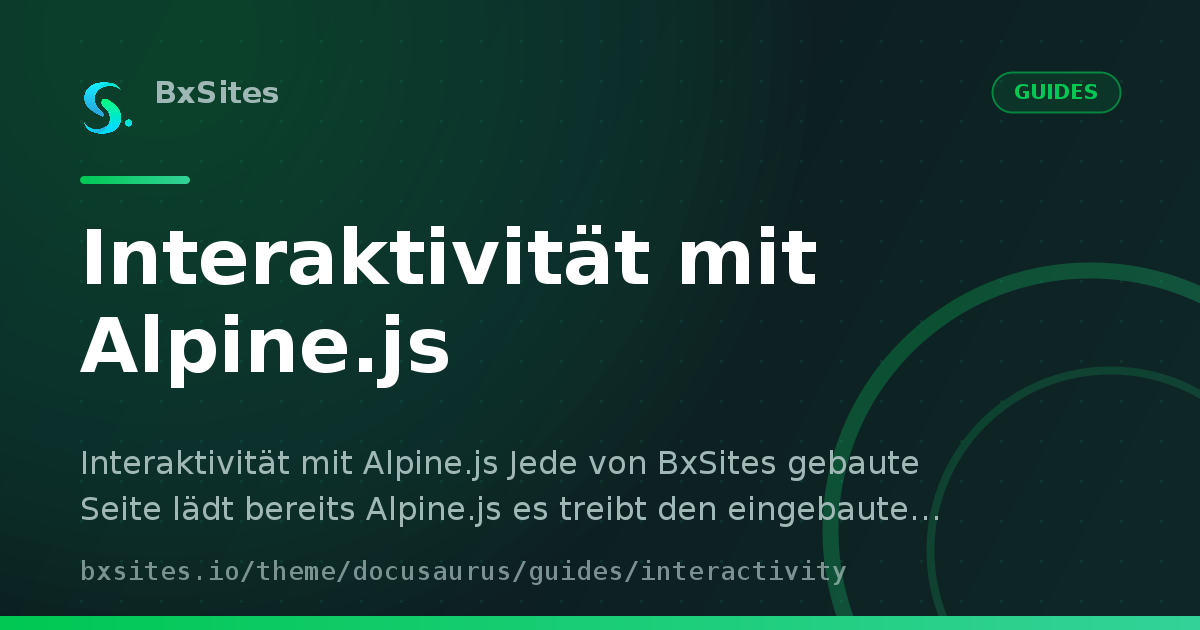 BxSites
GUIDES
Interaktivität mit
Alpine.js
Interaktivität mit Alpine.js Jede von BxSites gebaute
Seite lädt bereits Alpine.js es treibt den eingebaute…
bxsites.io/theme/docusaurus/guides/interactivity